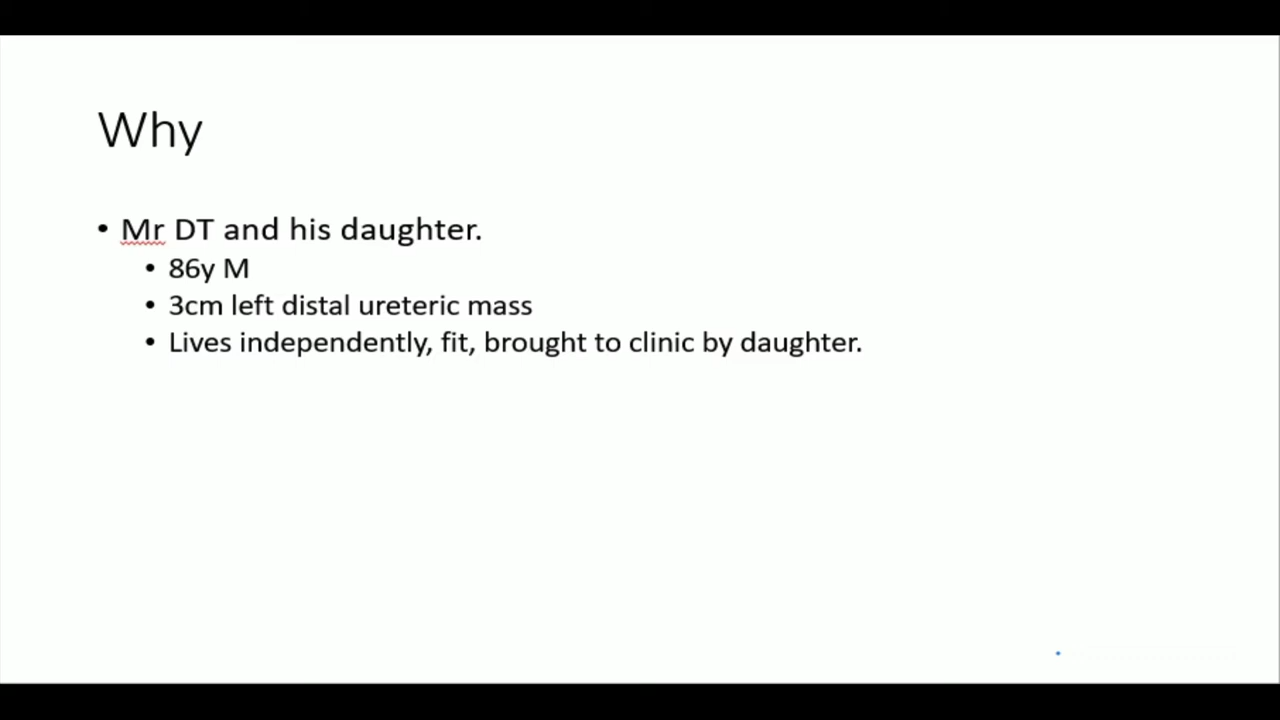 Why
• Mr DT and his daughter.
• 86y M
• 3cm left distal ureteric mass
• Lives independently, fit, brought to clinic by daughter.